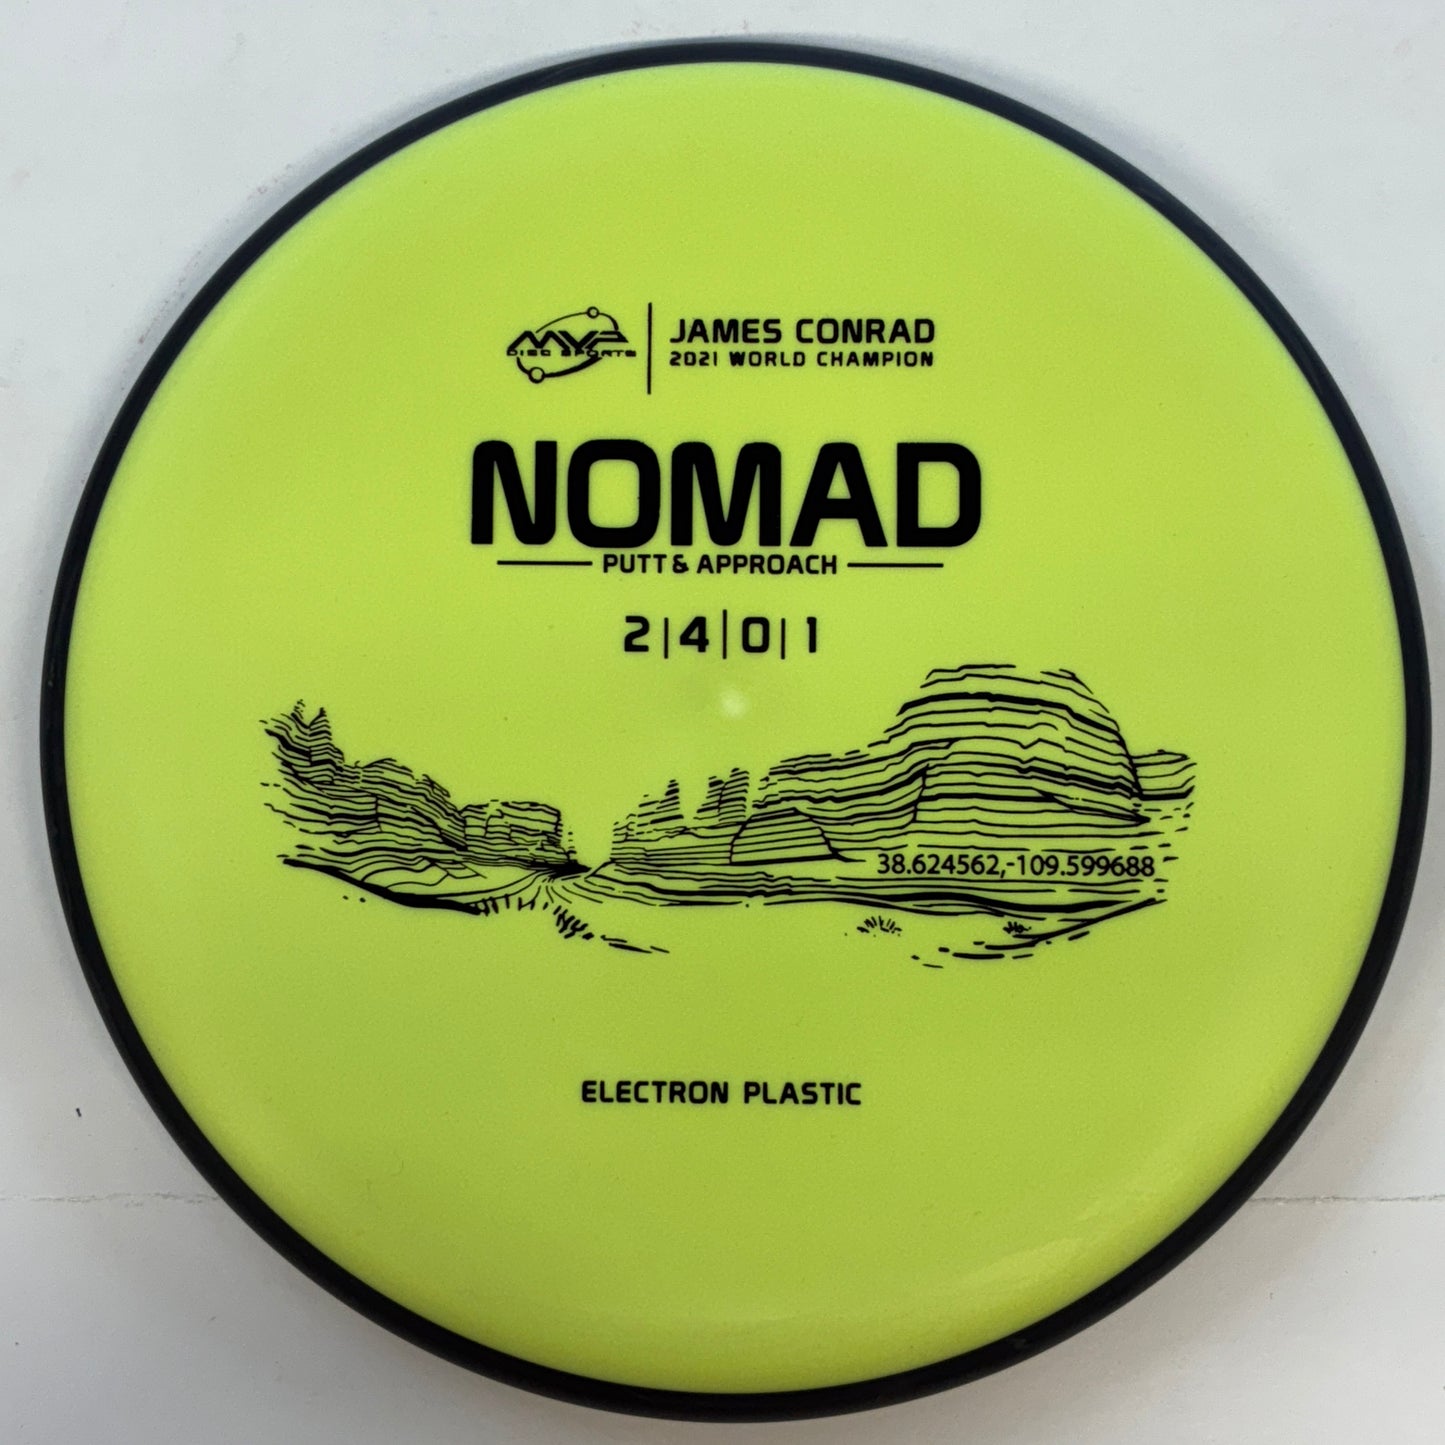 MVP
DISC SPORTS
JAMES CONRAD
2021 WORLD CHAMPION
NOMAD
PUTT & APPROACH
2|4|0|1
38.624562,-109.599688
ELECTRON PLASTIC